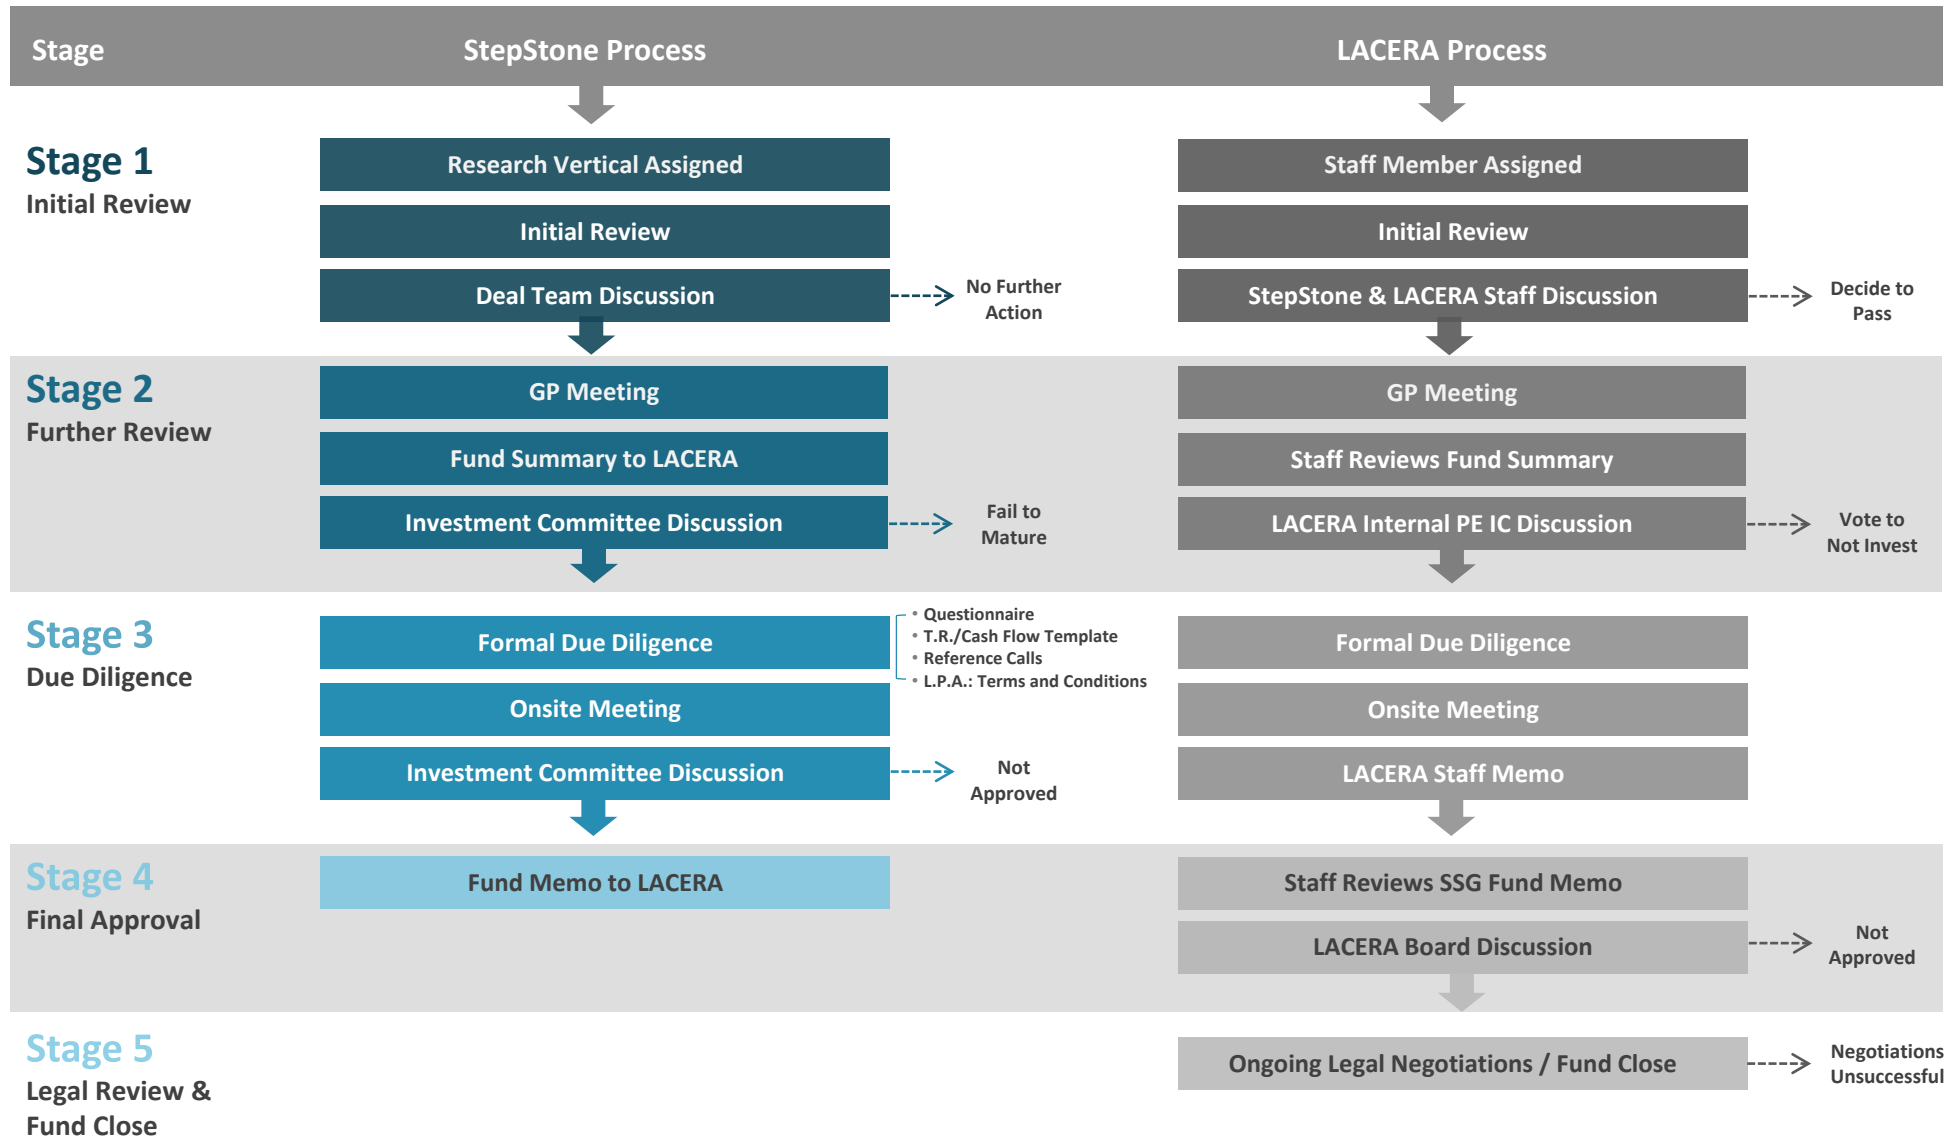 Stage
StepStone Process
LACERA Process
Stage 1
Initial Review
Research Vertical Assigned
Initial Review
Deal Team Discussion
No Further
Action
Staff Member Assigned
Initial Review
StepStone & LACERA Staff Discussion
Decide to
Pass
Stage 2
Further Review
GP Meeting
Fund Summary to LACERA
Investment Committee Discussion
Fail to
Mature
GP Meeting
Staff Reviews Fund Summary
LACERA Internal PE IC Discussion
Vote to
Not Invest
Stage 3
Due Diligence
Formal Due Diligence
• Questionnaire
• T.R./Cash Flow Template
• Reference Calls
• L.P.A.: Terms and Conditions
Onsite Meeting
Investment Committee Discussion
Not
Approved
Formal Due Diligence
Onsite Meeting
LACERA Staff Memo
Stage 4
Final Approval
Fund Memo to LACERA
Staff Reviews SSG Fund Memo
LACERA Board Discussion
Not
Approved
Stage 5
Legal Review &
Fund Close
Ongoing Legal Negotiations / Fund Close
Negotiations
Unsuccessful